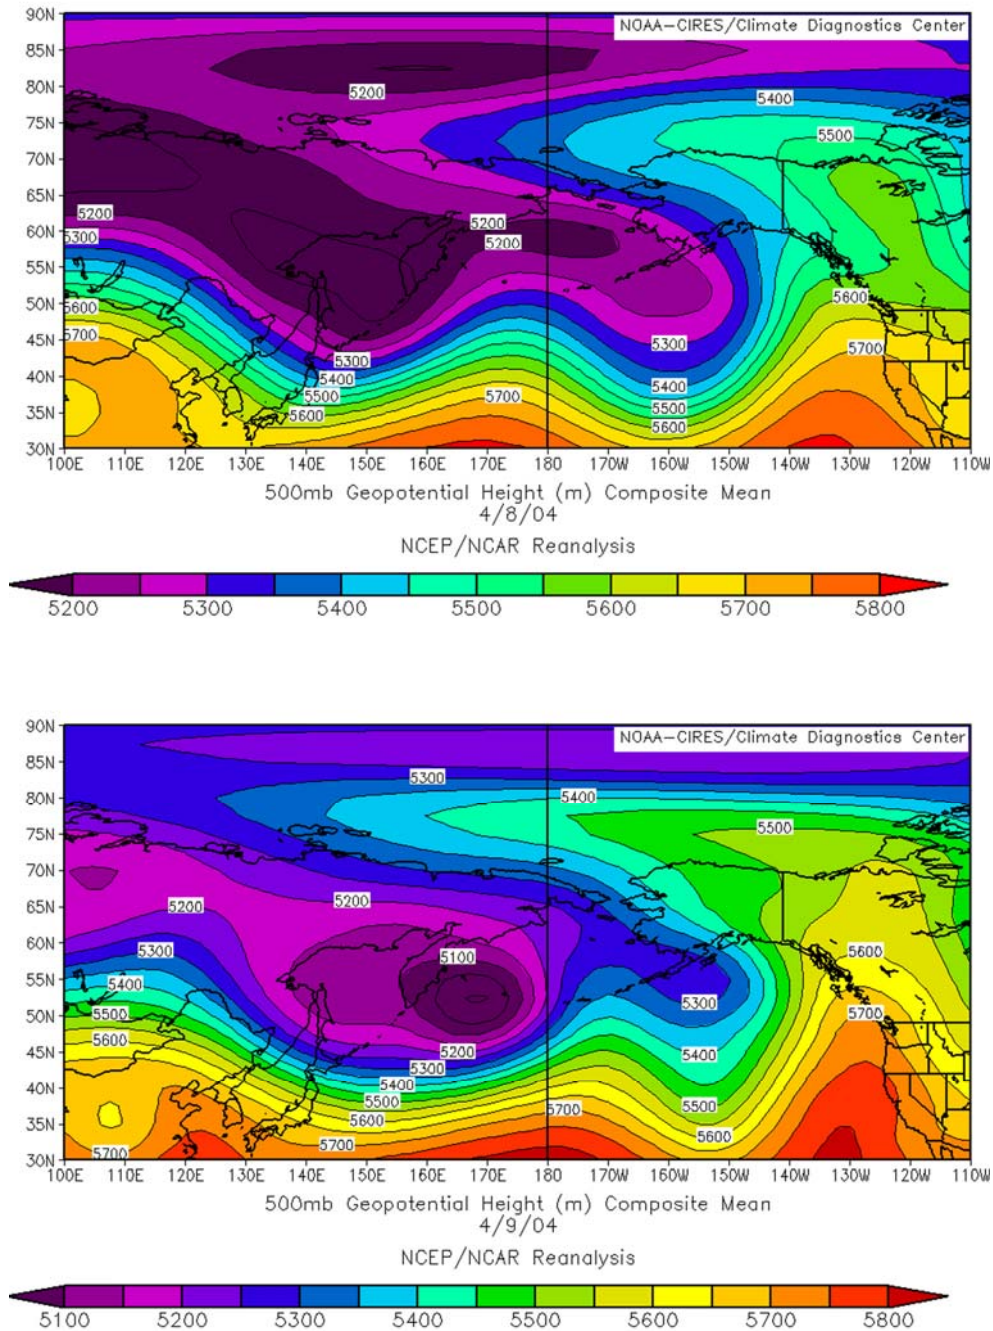 90N
NOAA-CIRES/Climate Diagnostics Center
85N
80N
5200
5400
75N
5500
70N
65N
5200
5200
60N
5300
5200
55N
50N
5600
5600
45N
5700
5300
5300
5700
40N
5400
5400
5500
5700
5500
35N
5600
5600
30N
100E 110E 120E 130E 140E 150E 160E 170E 180 170W 160W 150W 140W 130W 120W 110W
500mb Geopotential Height (m) Composite Mean
4/8/04
NCEP/NCAR Reanalysis
5200 5300 5400 5500 5600 5700 5800
90N
NOAA-CIRES/Climate Diagnostics Center
85N
5300
80N
5400
75N
5500
70N
65N
5200
5200
60N
5300
5100
5600
55N
5400
5300
50N
5500
5700
5600
45N
5200
5400
5300
40N
5400
5500
5700
5500
35N
5600
5600
5700
5700
30N
100E 110E 120E 130E 140E 150E 160E 170E 180 170W 160W 150W 140W 130W 120W 110W
500mb Geopotential Height (m) Composite Mean
4/9/04
NCEP/NCAR Reanalysis
5100 5200 5300 5400 5500 5600 5700 5800